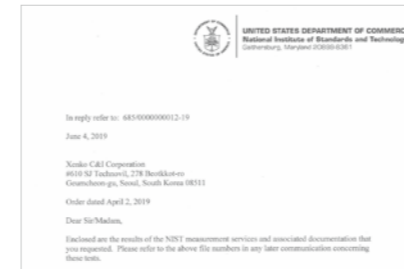 UNITED STATES DEPARTMENT OF COMMERC
National Institute of Standards and Technolog
Gaithersburg, Maryland 20899-8361
In reply refer to: 685/0000000012-19
June 4, 2019
Xenko C&I Corporation
#610 SJ Technovil, 278 Beotkkot-ro
Geumcheon-gu, Seoul, South Korea 08511
Order dated April 2, 2019
Dear Sir/Madam,
Enclosed are the results of the NIST measurement services and associated documentation that
you requested. Please refer to the above file numbers in any later communication concerning
these tests.